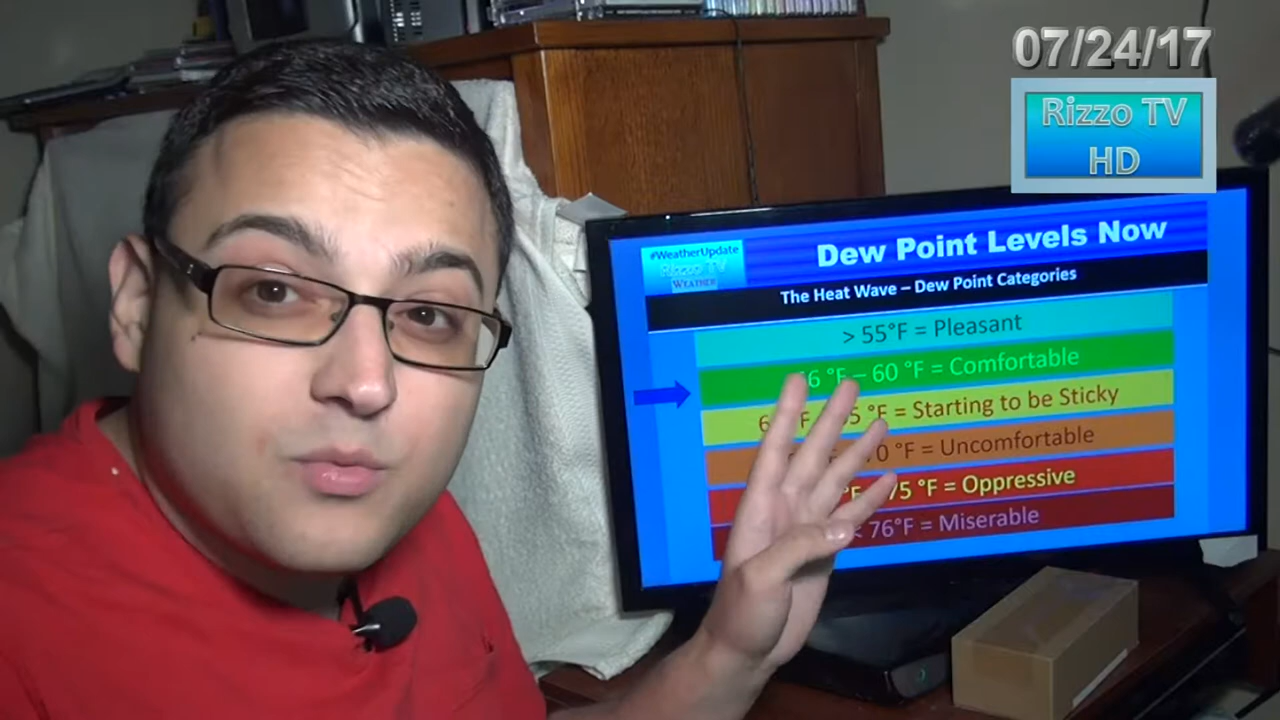 07/24/17
Rizzo TV
HD
#WeatherUpdate
Rizzo TV
WEATHER
Dew Point Levels Now
The Heat Wave – Dew Point Categories
> 55°F = Pleasant
°F – 60 °F = Comfortable
°F = Starting to be Sticky
°F = Uncomfortable
75 °F = Oppressive
< 76°F = Miserable